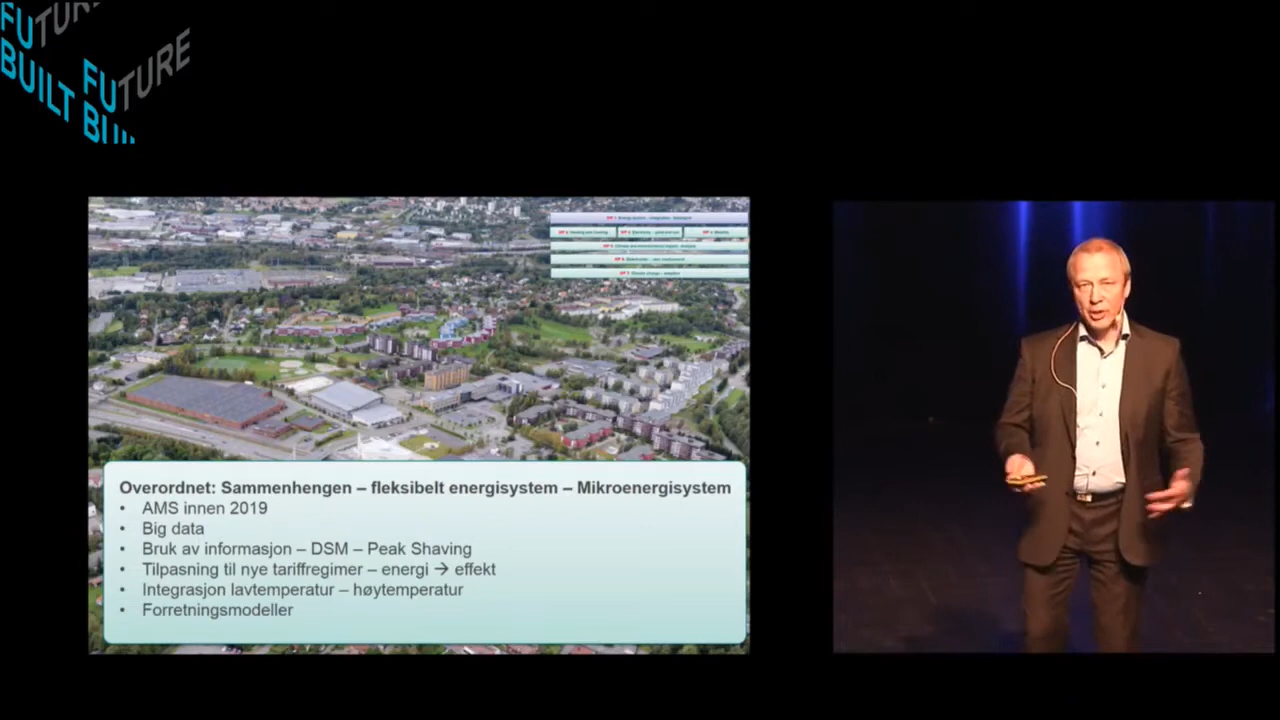 FUTURE
BUILT
FUTURE
Overordnet: Sammenhengen – fleksibelt energisystem – Mikroenergisystem
• AMS innen 2019
• Big data
• Bruk av informasjon – DSM – Peak Shaving
• Tilpasning til nye tariffregimer – energi → effekt
• Integrasjon lavtemperatur – høytemperatur
• Forretningsmodeller